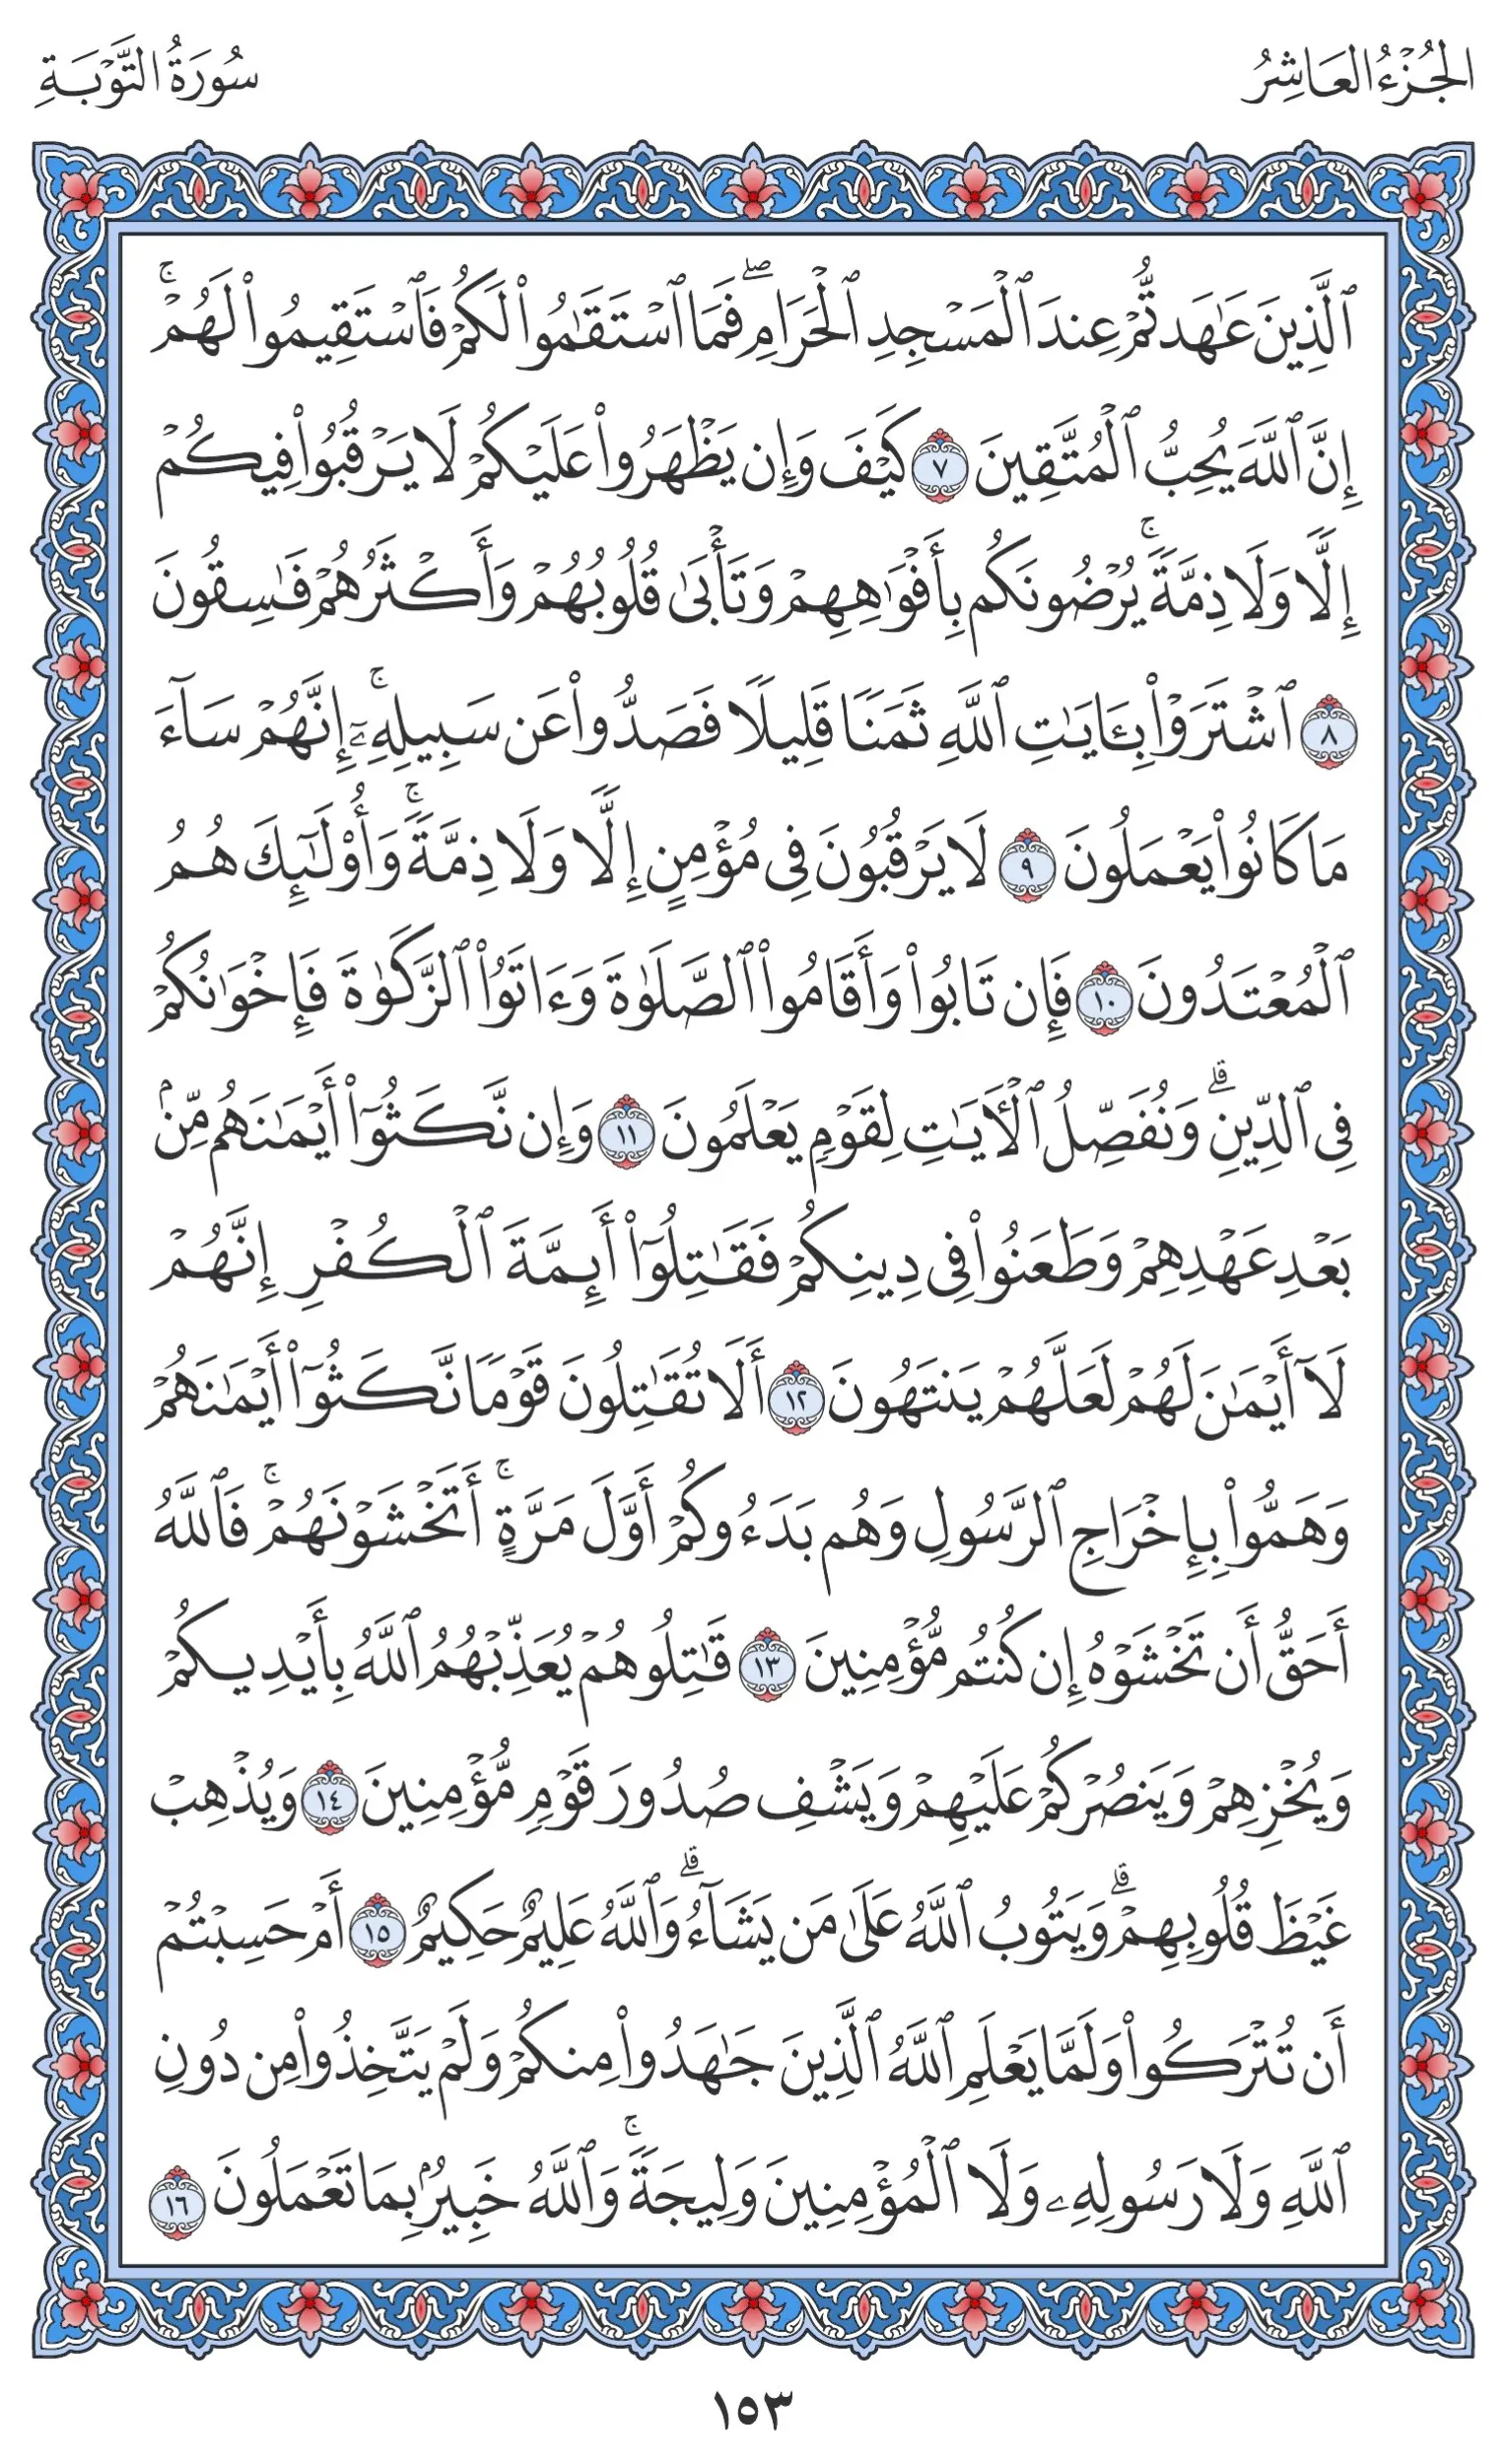 الجُزْءُ العَاشِرُ
سُورَةُ التَّوْبَةِ
ٱلَّذِينَ عَٰهَدتُّمْ عِندَ ٱلْمَسْجِدِ ٱلْحَرَامِ ۖ فَمَا ٱسْتَقَٰمُوا۟ لَكُمْ فَٱسْتَقِيمُوا۟ لَهُمْ ۚ
إِنَّ ٱللَّهَ يُحِبُّ ٱلْمُتَّقِينَ ٧ كَيْفَ وَإِن يَظْهَرُوا۟ عَلَيْكُمْ لَا يَرْقُبُوا۟ فِيكُمْ
إِلًّا وَلَا ذِمَّةً ۚ يُرْضُونَكُم بِأَفْوَٰهِهِمْ وَتَأْبَىٰ قُلُوبُهُمْ وَأَكْثَرُهُمْ فَٰسِقُونَ
٨ ٱشْتَرَوْا۟ بِـَٔايَٰتِ ٱللَّهِ ثَمَنًا قَلِيلًا فَصَدُّوا۟ عَن سَبِيلِهِۦٓ ۚ إِنَّهُمْ سَآءَ
مَا كَانُوا۟ يَعْمَلُونَ ٩ لَا يَرْقُبُونَ فِى مُؤْمِنٍ إِلًّا وَلَا ذِمَّةً ۚ وَأُو۟لَٰٓئِكَ هُمُ
ٱلْمُعْتَدُونَ ١٠ فَإِن تَابُوا۟ وَأَقَامُوا۟ ٱلصَّلَوٰةَ وَءَاتَوُا۟ ٱلزَّكَوٰةَ فَإِخْوَٰنُكُمْ
فِى ٱلدِّينِ ۗ وَنُفَصِّلُ ٱلْـَٔايَٰتِ لِقَوْمٍ يَعْلَمُونَ ١١ وَإِن نَّكَثُوٓا۟ أَيْمَٰنَهُم مِّنۢ
بَعْدِ عَهْدِهِمْ وَطَعَنُوا۟ فِى دِينِكُمْ فَقَٰتِلُوٓا۟ أَئِمَّةَ ٱلْكُفْرِ إِنَّهُمْ
لَآ أَيْمَٰنَ لَهُمْ لَعَلَّهُمْ يَنتَهُونَ ١٢ أَلَا تُقَٰتِلُونَ قَوْمًا نَّكَثُوٓا۟ أَيْمَٰنَهُمْ
وَهَمُّوا۟ بِإِخْرَاجِ ٱلرَّسُولِ وَهُم بَدَءُوكُمْ أَوَّلَ مَرَّةٍ ۚ أَتَخْشَوْنَهُمْ ۚ فَٱللَّهُ
أَحَقُّ أَن تَخْشَوْهُ إِن كُنتُم مُّؤْمِنِينَ ١٣ قَٰتِلُوهُمْ يُعَذِّبْهُمُ ٱللَّهُ بِأَيْدِيكُمْ
وَيُخْزِهِمْ وَيَنصُرْكُمْ عَلَيْهِمْ وَيَشْفِ صُدُورَ قَوْمٍ مُّؤْمِنِينَ ١٤ وَيُذْهِبْ
غَيْظَ قُلُوبِهِمْ ۗ وَيَتُوبُ ٱللَّهُ عَلَىٰ مَن يَشَآءُ ۗ وَٱللَّهُ عَلِيمٌ حَكِيمٌ ١٥ أَمْ حَسِبْتُمْ
أَن تُتْرَكُوا۟ وَلَمَّا يَعْلَمِ ٱللَّهُ ٱلَّذِينَ جَٰهَدُوا۟ مِنكُمْ وَلَمْ يَتَّخِذُوا۟ مِن دُونِ
ٱللَّهِ وَلَا رَسُولِهِۦ وَلَا ٱلْمُؤْمِنِينَ وَلِيجَةً ۚ وَٱللَّهُ خَبِيرٌۢ بِمَا تَعْمَلُونَ ١٦
١٥٣